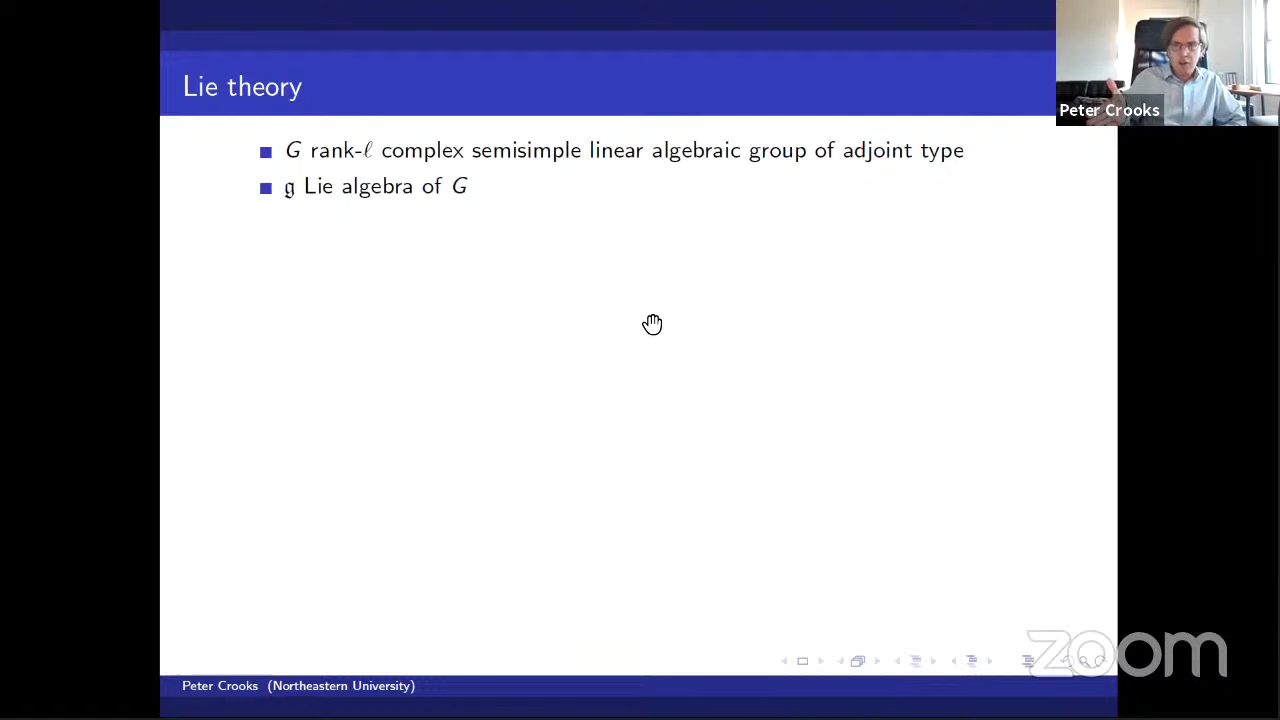 Lie theory
Peter Crooks
G rank-ℓ complex semisimple linear algebraic group of adjoint type
𝔤 Lie algebra of G
zoom
Peter Crooks (Northeastern University)